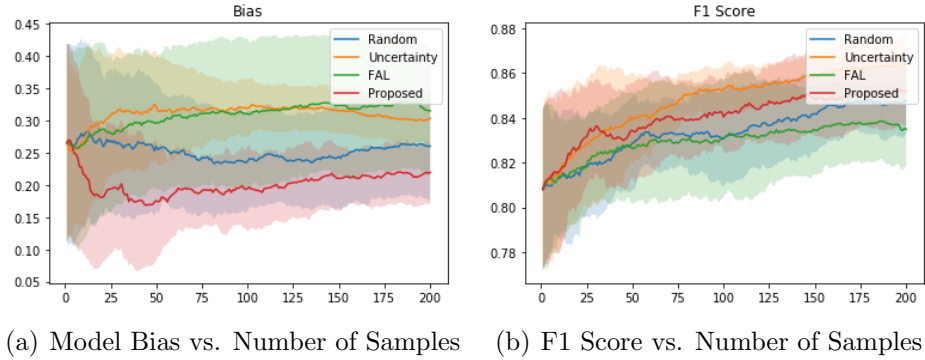 Bias
0.45
0.40
0.35
0.30
0.25
0.20
0.15
0.10
0.05
0 25 50 75 100 125 150 175 200
Random
Uncertainty
FAL
Proposed
(a) Model Bias vs. Number of Samples
F1 Score
0.88
0.86
0.84
0.82
0.80
0.78
0 25 50 75 100 125 150 175 200
Random
Uncertainty
FAL
Proposed
(b) F1 Score vs. Number of Samples